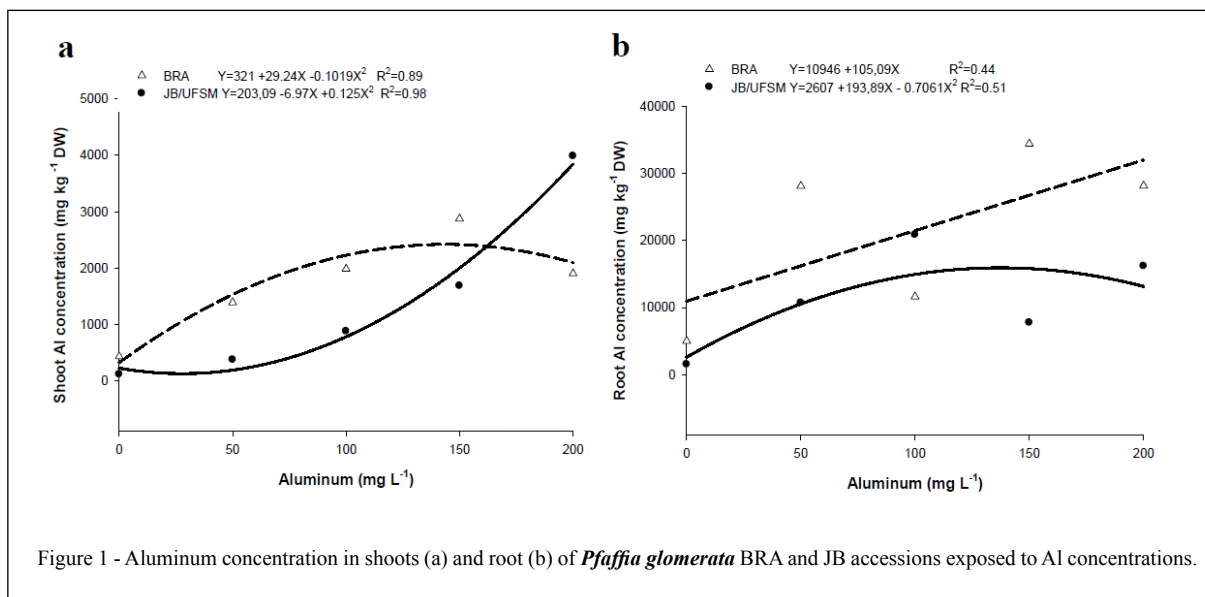 a
BRA Y=321 +29.24X -0.1019X² R²=0.89
JB/UFSM Y=203,09 -6.97X +0.125X² R²=0.98
Shoot Al concentration (mg kg⁻¹ DW)
5000
4000
3000
2000
1000
0
0 50 100 150 200
Aluminum (mg L⁻¹)
b
BRA Y=10946 +105,09X R²=0.44
JB/UFSM Y=2607 +193,89X - 0.7061X² R²=0.51
Root Al concentration (mg kg⁻¹ DW)
40000
30000
20000
10000
0
0 50 100 150 200
Aluminum (mg L⁻¹)
Figure 1 - Aluminum concentration in shoots (a) and root (b) of Pfaffia glomerata BRA and JB accessions exposed to Al concentrations.